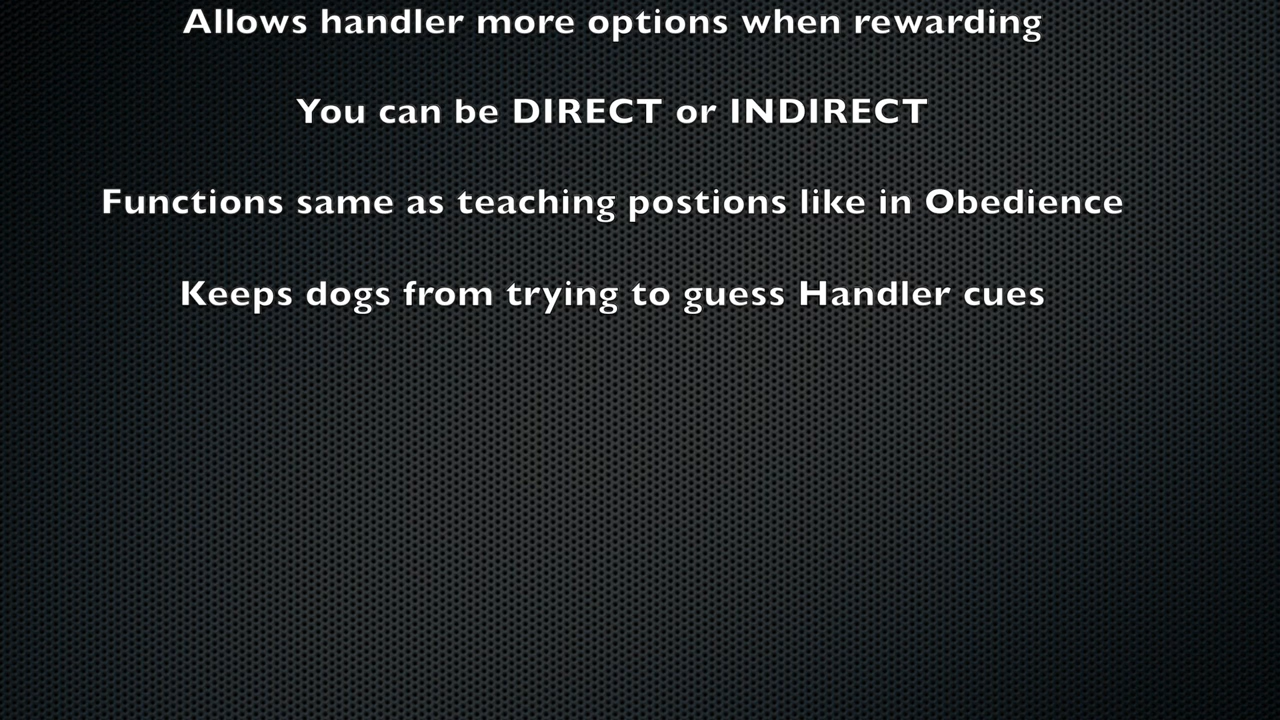 Allows handler more options when rewarding
You can be DIRECT or INDIRECT
Functions same as teaching postions like in Obedience
Keeps dogs from trying to guess Handler cues